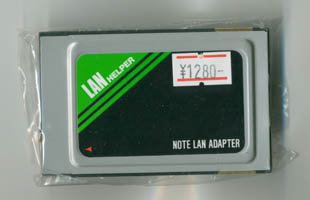 LAN
HELPER
¥1280-
NOTE LAN ADAPTER